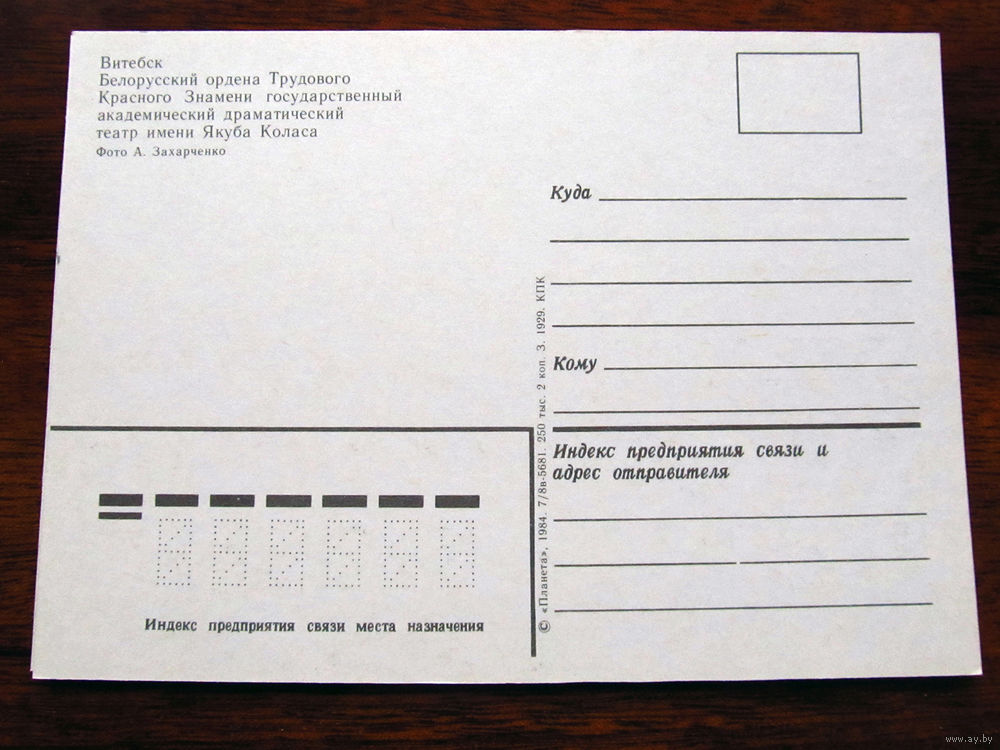 Витебск
Белорусский ордена Трудового
Красного Знамени государственный
академический драматический
театр имени Якуба Коласа
Фото А. Захарченко
Куда
Кому
Индекс предприятия связи и
адрес отправителя
© «Планета», 1984. 7/8в-5681. 250 тыс. 2 коп. З. 1929. КПК
Индекс предприятия связи места назначения
www.ay.by